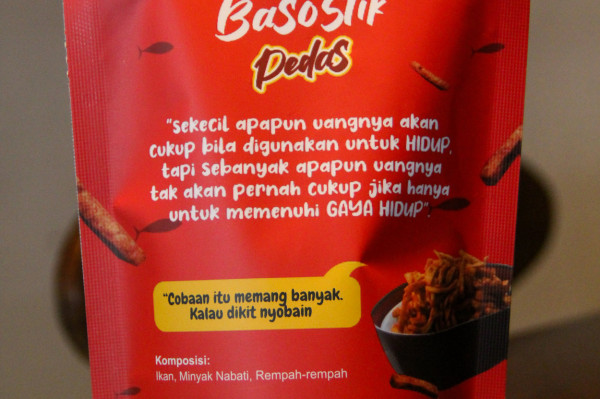 BaSoStik
Pedas
"Sekecil apapun uangnya akan
cukup bila digunakan untuk HIDUP,
tapi sebanyak apapun uangnya
tak akan pernah cukup jika hanya
untuk memenuhi GAYA HIDUP".
"Cobaan itu memang banyak.
Kalau dikit nyobain
Komposisi:
Ikan, Minyak Nabati, Rempah-rempah